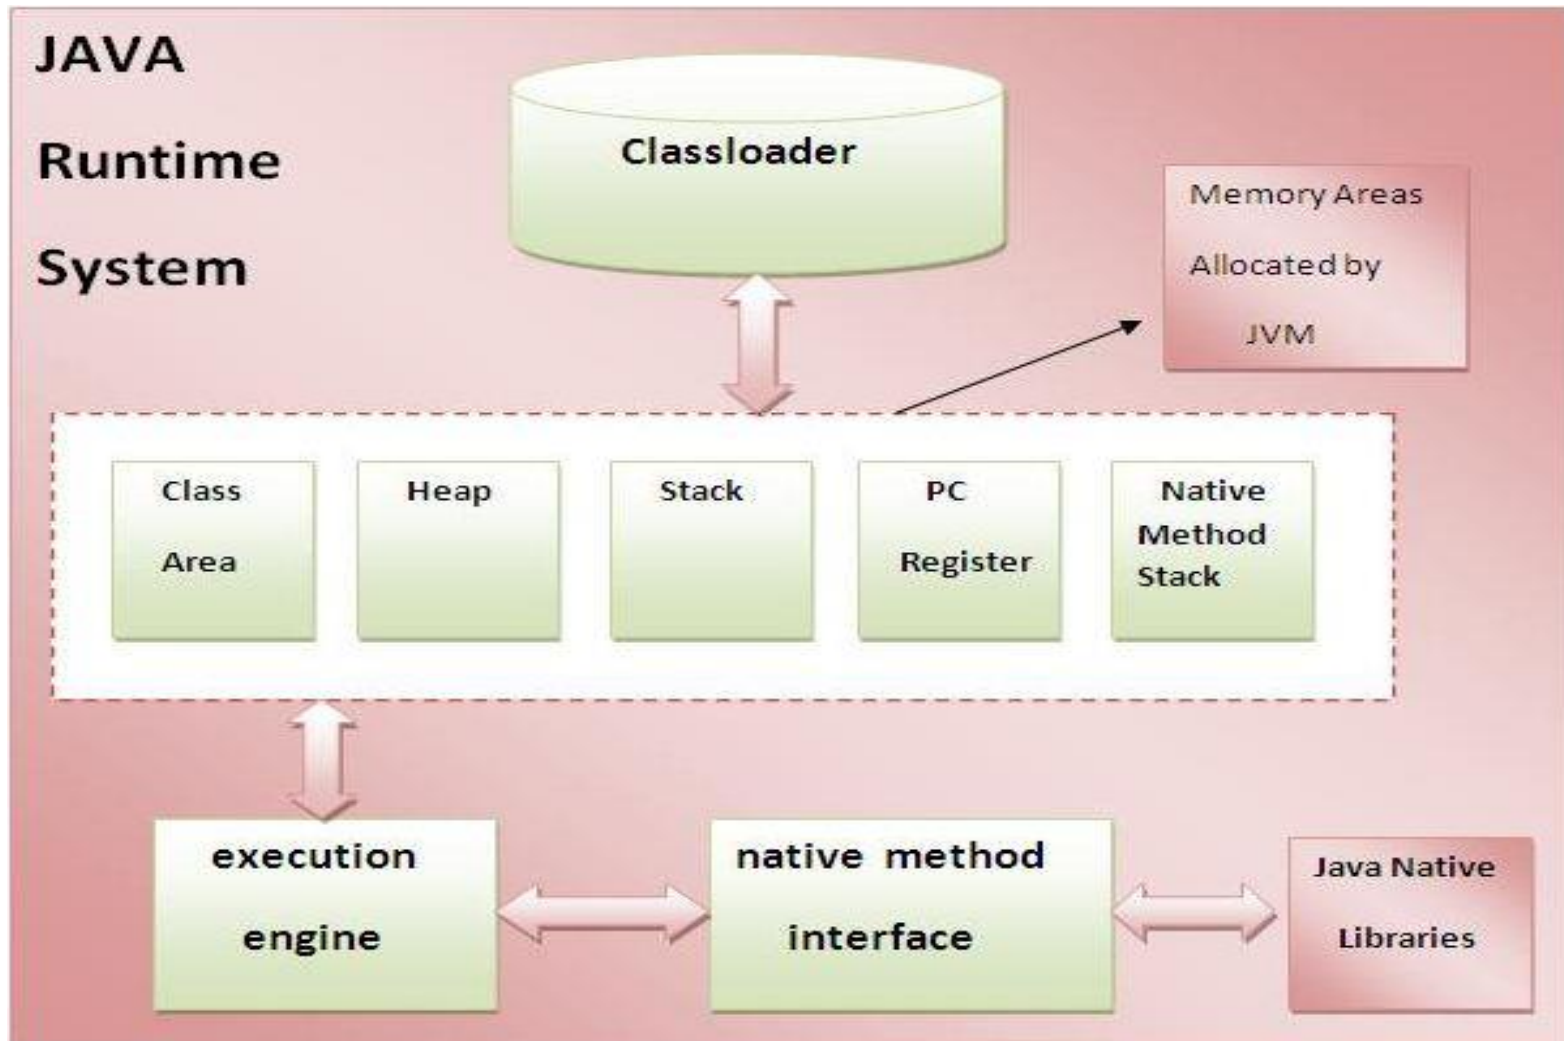 JAVA
Runtime
System
Classloader
Memory Areas
Allocated by
JVM
Class
Area
Heap
Stack
PC
Register
Native
Method
Stack
execution
engine
native method
interface
Java Native
Libraries